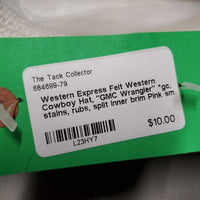 The Tack Collector
684699-79
Western Express Felt Western
Cowboy Hat, "GMC Wrangler" *gc,
stains, rubs, split inner brim Pink sm
$10.00
L23HY7